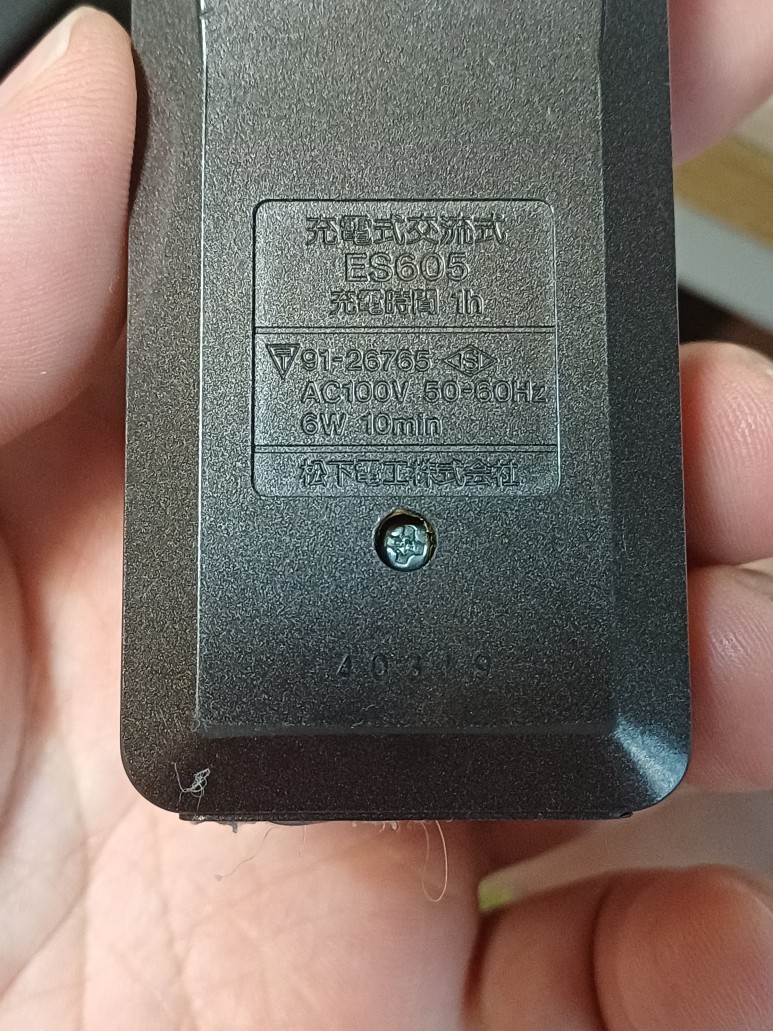 充電式交流式
ES605
充電時間 1h
〒91-26765 <S>
AC100V 50-60Hz
6W 10min
松下電工株式会社